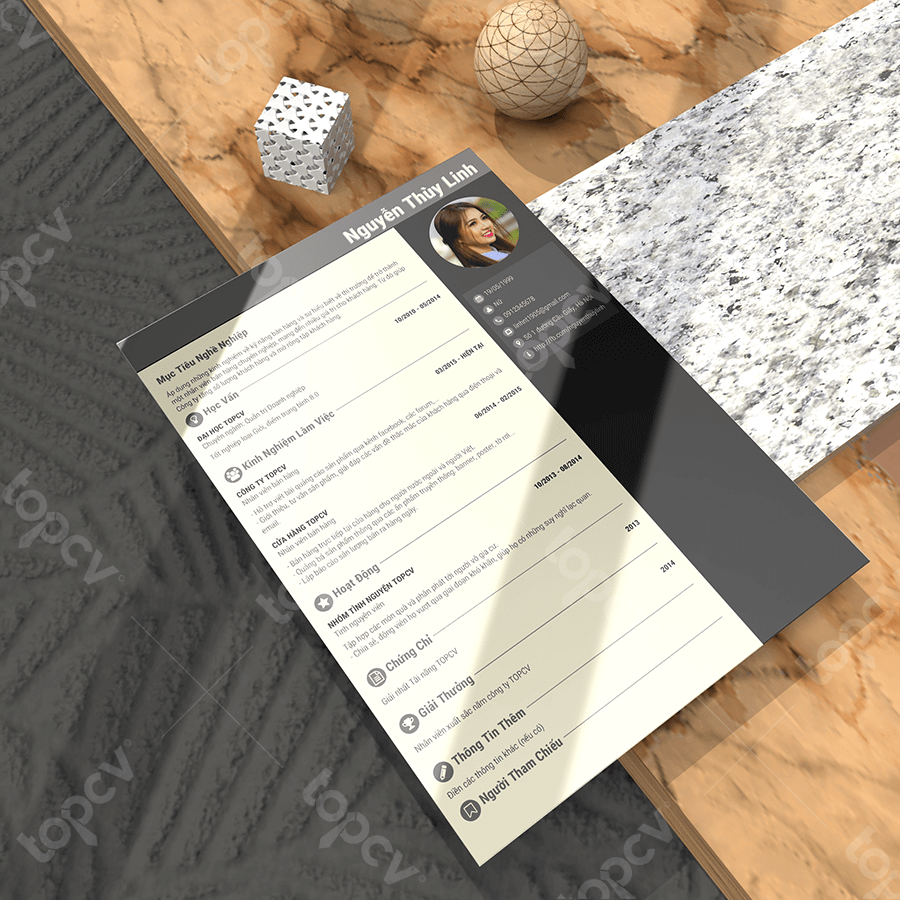 Nguyễn Thùy Linh
19/05/1999
Nữ
0912345678
linhnt1905@gmail.com
Số 1 đường Cầu Giấy, Hà Nội
http://fb.com/nguyenthuylinh
Mục Tiêu Nghề Nghiệp
Áp dụng những kinh nghiệm về kỹ năng bán hàng và sự hiểu biết về thị trường để trở thành
một nhân viên bán hàng chuyên nghiệp, mang đến nhiều giá trị cho khách hàng. Từ đó giúp
Công ty tăng số lượng khách hàng và mở rộng tập khách hàng.
Học Vấn
ĐẠI HỌC TOPCV
10/2010 - 05/2014
Chuyên ngành: Quản trị Doanh nghiệp
Tốt nghiệp loại Giỏi, điểm trung bình 8.0
Kinh Nghiệm Làm Việc
CÔNG TY TOPCV
03/2015 - HIỆN TẠI
Nhân viên bán hàng
- Hỗ trợ viết bài quảng cáo sản phẩm qua kênh facebook, các forum,...
- Giới thiệu, tư vấn sản phẩm, giải đáp các vấn đề thắc mắc của khách hàng qua điện thoại và
email.
CỬA HÀNG TOPCV
06/2014 - 02/2015
Nhân viên bán hàng
- Bán hàng trực tiếp tại cửa hàng cho người nước ngoài và người Việt.
- Quảng bá sản phẩm thông qua các ấn phẩm truyền thông: banner, poster, tờ rơi...
- Lập báo cáo sản lượng bán ra hàng ngày.
Hoạt Động
NHÓM TÌNH NGUYỆN TOPCV
10/2013 - 08/2014
Tình nguyện viên
Tập hợp các món quà và phân phát tới người vô gia cư.
- Chia sẻ, động viên họ vượt qua giai đoạn khó khăn, giúp họ có những suy nghĩ lạc quan.
Chứng Chỉ
Giải nhất Tài năng TOPCV
2013
Giải Thưởng
Nhân viên xuất sắc năm công ty TOPCV
2014
Thông Tin Thêm
Điền các thông tin khác (nếu có)
Người Tham Chiếu
topcv
topcv
topcv
topcv
topcv